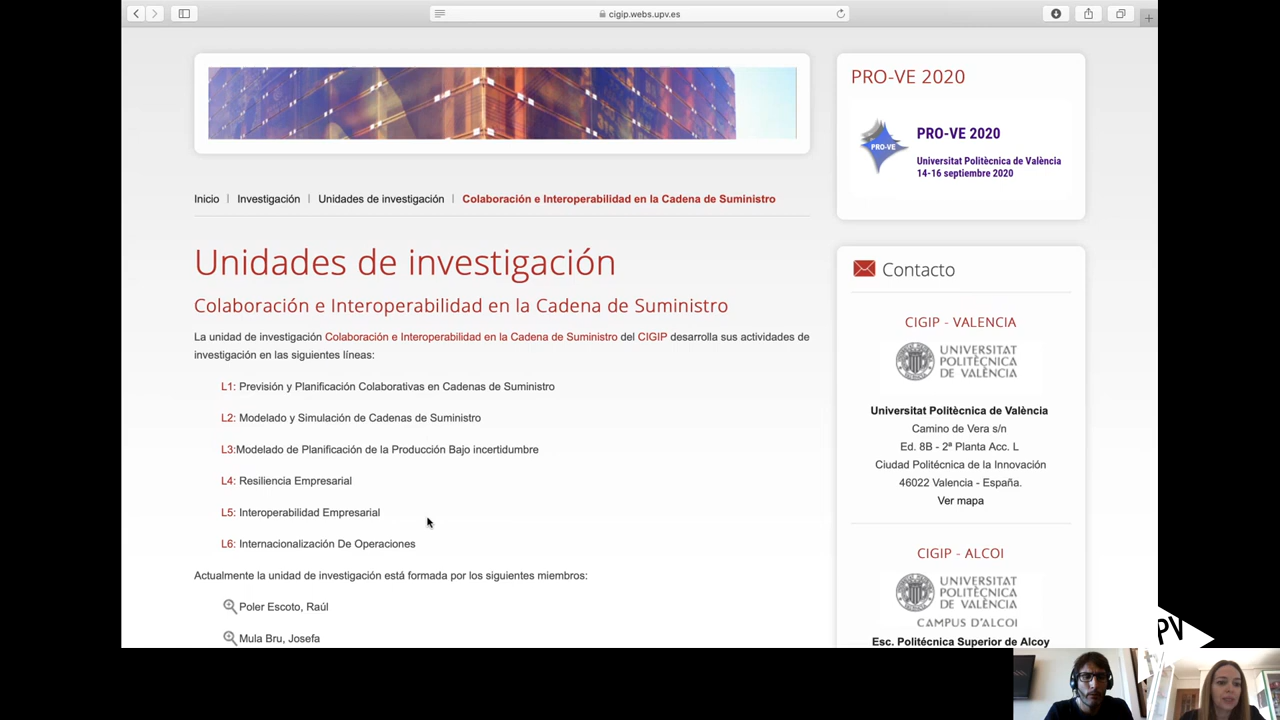 cigip.webs.upv.es
PRO-VE 2020
PRO-VE
PRO-VE 2020
Universitat Politècnica de València
14-16 septiembre 2020
Inicio | Investigación | Unidades de investigación | Colaboración e Interoperabilidad en la Cadena de Suministro
Unidades de investigación
Colaboración e Interoperabilidad en la Cadena de Suministro
La unidad de investigación Colaboración e Interoperabilidad en la Cadena de Suministro del CIGIP desarrolla sus actividades de
investigación en las siguientes líneas:
L1: Previsión y Planificación Colaborativas en Cadenas de Suministro
L2: Modelado y Simulación de Cadenas de Suministro
L3:Modelado de Planificación de la Producción Bajo incertidumbre
L4: Resiliencia Empresarial
L5: Interoperabilidad Empresarial
L6: Internacionalización De Operaciones
Actualmente la unidad de investigación está formada por los siguientes miembros:
Poler Escoto, Raúl
Mula Bru, Josefa
Contacto
CIGIP - VALENCIA
UNIVERSITAT
POLITÈCNICA
DE VALÈNCIA
Universitat Politècnica de València
Camino de Vera s/n
Ed. 8B - 2ª Planta Acc. L
Ciudad Politécnica de la Innovación
46022 Valencia - España.
Ver mapa
CIGIP - ALCOI
UNIVERSITAT
POLITÈCNICA
DE VALÈNCIA
CAMPUS D'ALCOI
Esc. Politécnica Superior de Alcoy
PV